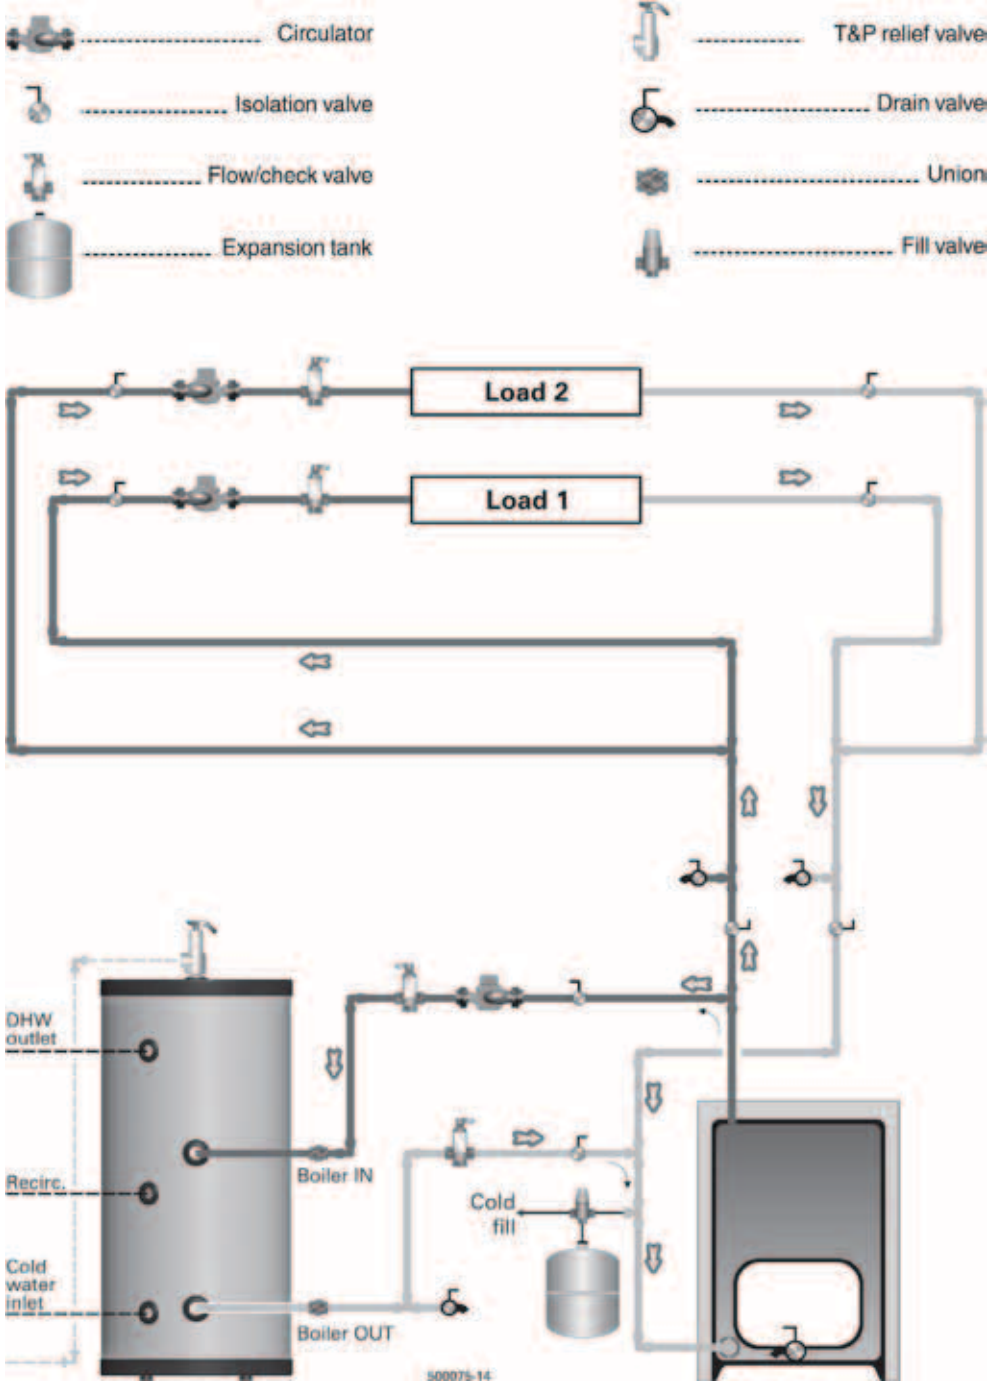 Circulator
T&P relief valve
Isolation valve
Drain valve
Flow/check valve
Union
Expansion tank
Fill valve
Load 2
Load 1
DHW
outlet
Boiler IN
Recirc.
Cold
fill
Cold
water
inlet
Boiler OUT
500075-14